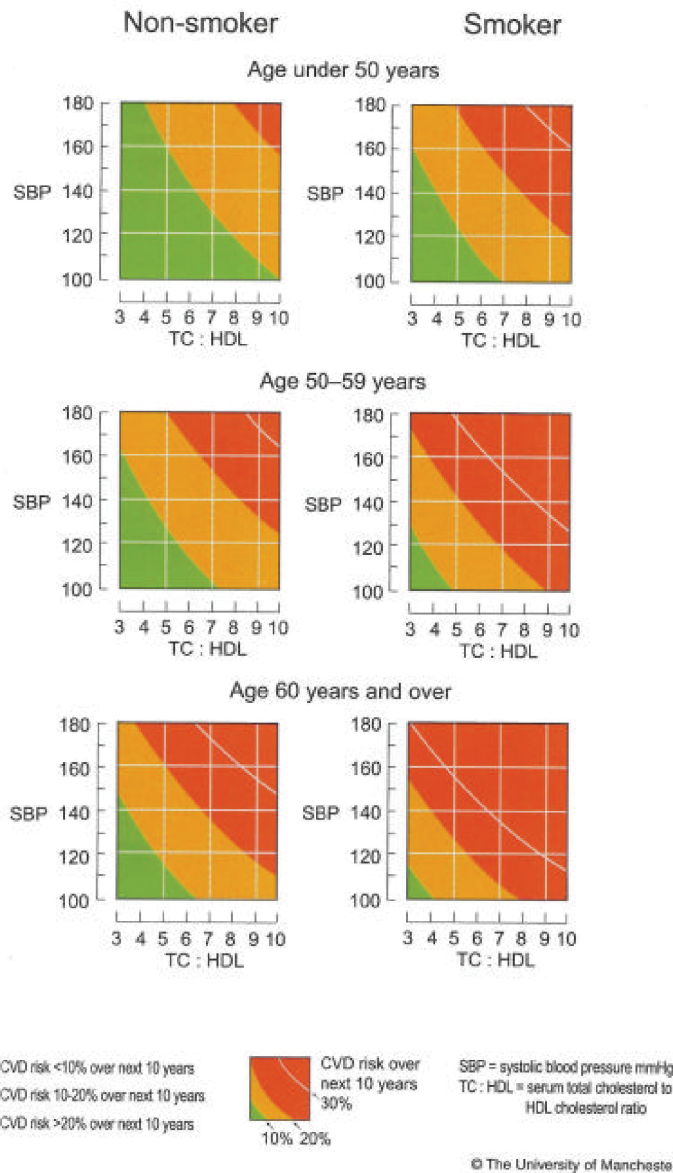 Non-smoker
Smoker
Age under 50 years
180
160
SBP 140
120
100
3 4 5 6 7 8 9 10
TC : HDL
180
160
SBP 140
120
100
3 4 5 6 7 8 9 10
TC : HDL
Age 50–59 years
180
160
SBP 140
120
100
3 4 5 6 7 8 9 10
TC : HDL
180
160
SBP 140
120
100
3 4 5 6 7 8 9 10
TC : HDL
Age 60 years and over
180
160
SBP 140
120
100
3 4 5 6 7 8 9 10
TC : HDL
180
160
SBP 140
120
100
3 4 5 6 7 8 9 10
TC : HDL
CVD risk <10% over next 10 years
CVD risk 10-20% over next 10 years
CVD risk >20% over next 10 years
CVD risk over
next 10 years
30%
10% 20%
SBP = systolic blood pressure mmHg
TC : HDL = serum total cholesterol to
HDL cholesterol ratio
© The University of Mancheste